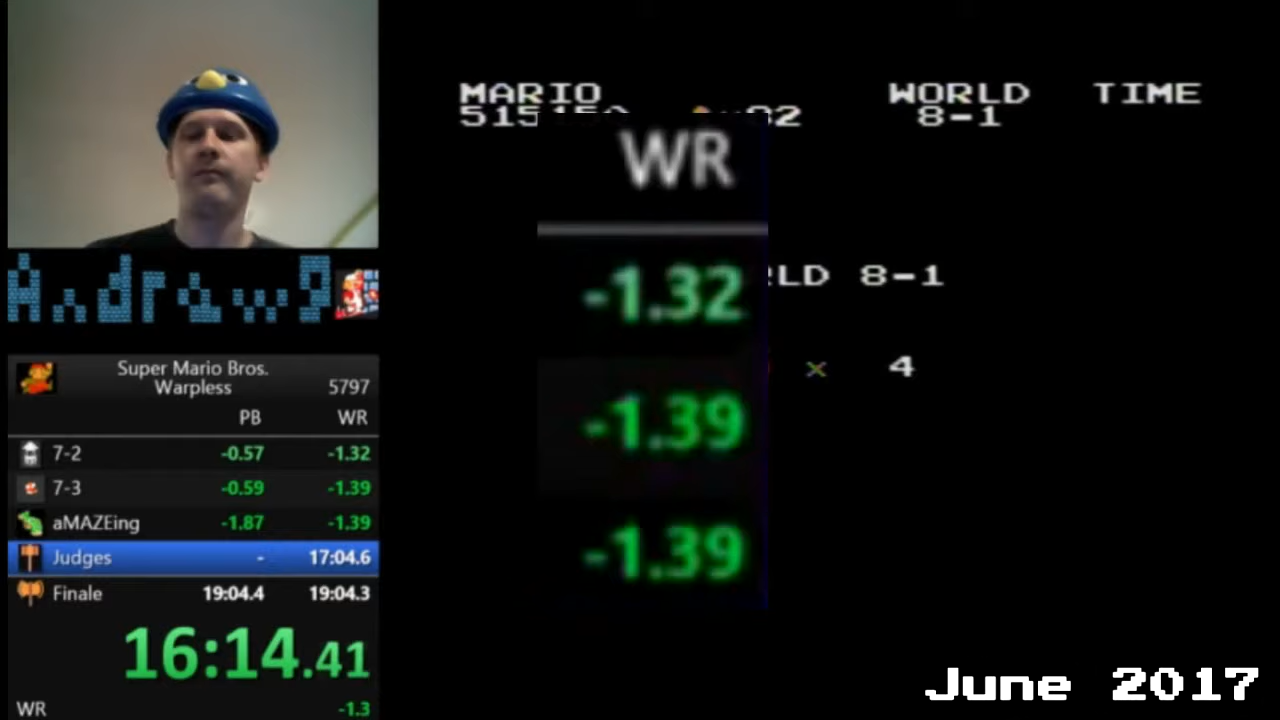 MARIO WORLD TIME
8-1
WR
-1.32
-1.39
-1.39
RLD 8-1
x 4
Andrewg
Super Mario Bros.
Warpless 5797
PB WR
7-2 -0.57 -1.32
7-3 -0.59 -1.39
aMAZEing -1.87 -1.39
Judges - 17:04.6
Finale 19:04.4 19:04.3
16:14.41
WR -1.3
June 2017